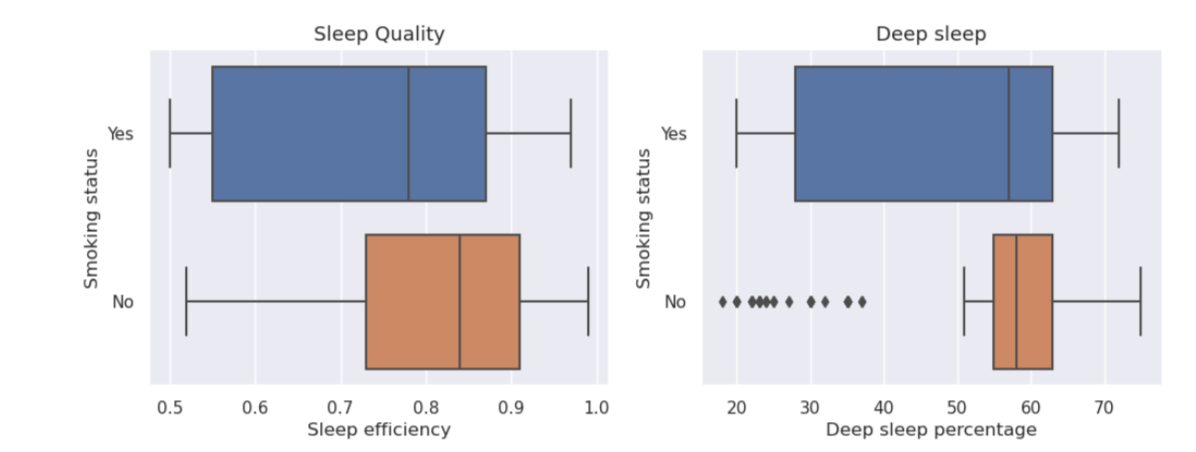 Sleep Quality
Smoking status
Yes
No
0.5 0.6 0.7 0.8 0.9 1.0
Sleep efficiency
Deep sleep
Smoking status
Yes
No
20 30 40 50 60 70
Deep sleep percentage